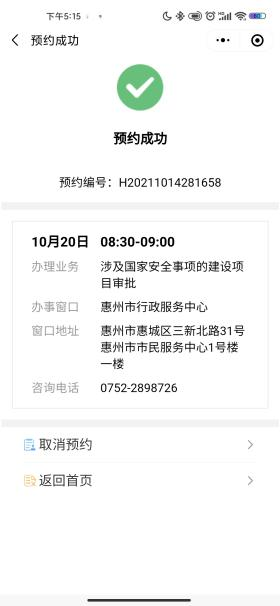 下午5:15
预约成功
预约成功
预约编号：H20211014281658
10月20日 08:30-09:00
办理业务 涉及国家安全事项的建设项
目审批
办事窗口 惠州市行政服务中心
窗口地址 惠州市惠城区三新北路31号
惠州市市民服务中心1号楼
一楼
咨询电话 0752-2898726
取消预约
返回首页